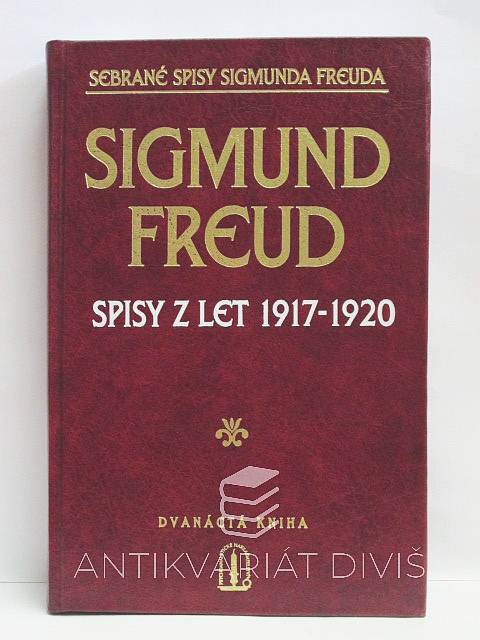 SEBRANÉ SPISY SIGMUNDA FREUDA
SIGMUND
FREUD
SPISY Z LET 1917-1920
DVANÁCTÁ KNIHA
ANTIKVARIÁT DIVIŠ